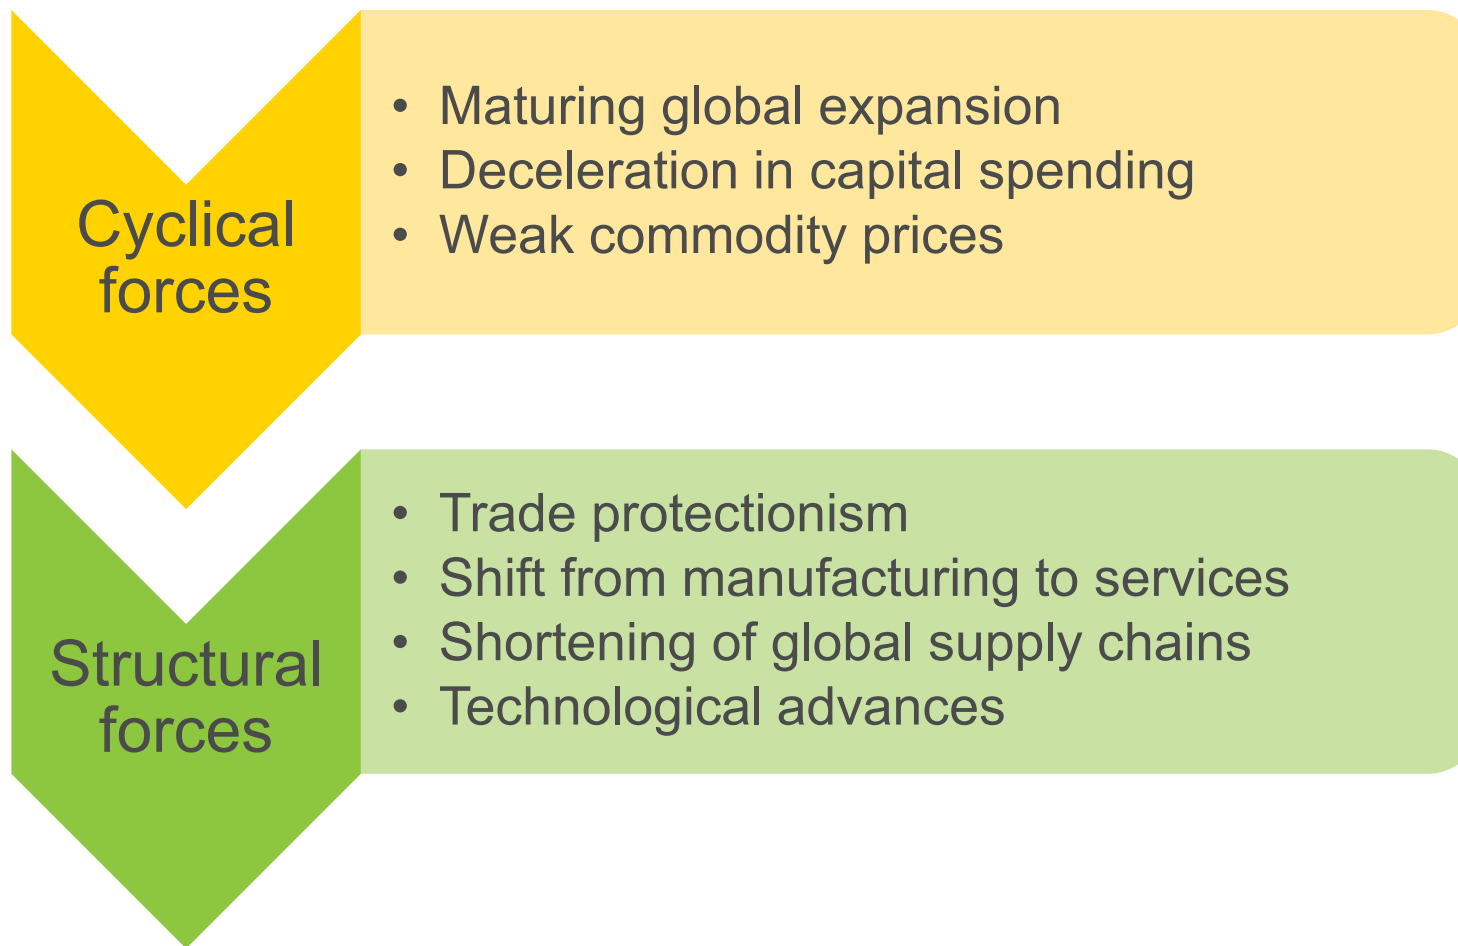 Cyclical
forces
• Maturing global expansion
• Deceleration in capital spending
• Weak commodity prices
Structural
forces
• Trade protectionism
• Shift from manufacturing to services
• Shortening of global supply chains
• Technological advances